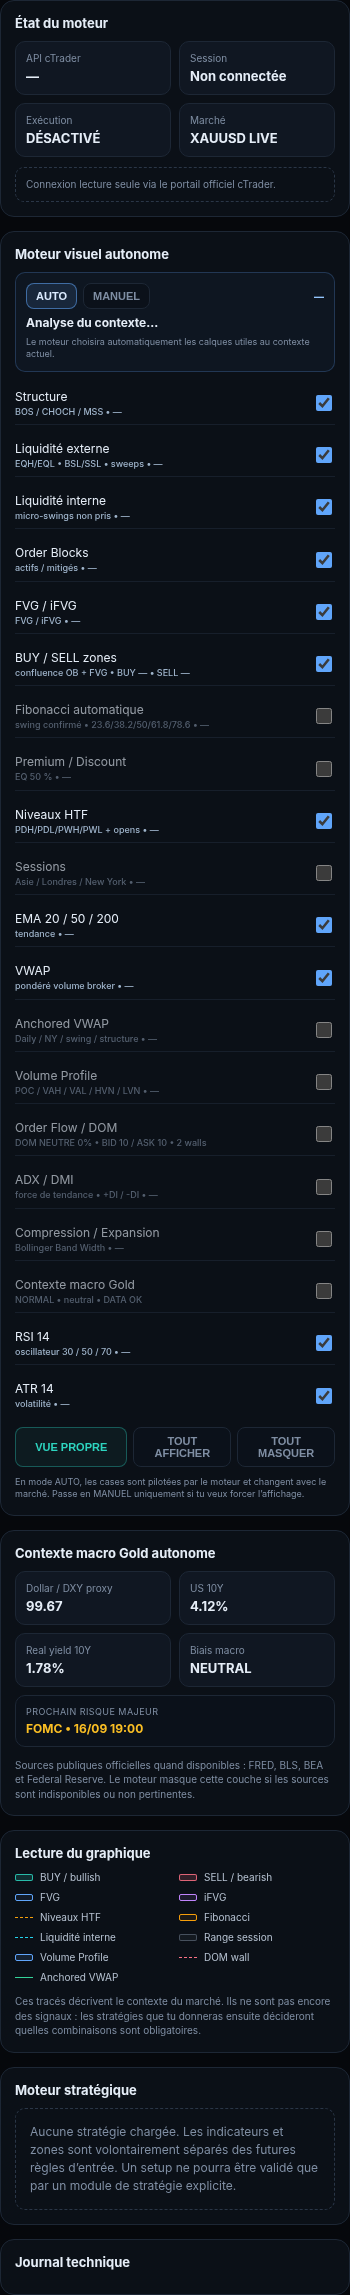 État du moteur
API cTrader
—
Session
Non connectée
Exécution
DÉSACTIVÉ
Marché
XAUUSD LIVE
Connexion lecture seule via le portail officiel cTrader.
Moteur visuel autonome
AUTO
MANUEL
—
Analyse du contexte…
Le moteur choisira automatiquement les calques utiles au contexte
actuel.
Structure
BOS / CHOCH / MSS • —
Liquidité externe
EQH/EQL • BSL/SSL • sweeps • —
Liquidité interne
micro-swings non pris • —
Order Blocks
actifs / mitigés • —
FVG / iFVG
FVG / iFVG • —
BUY / SELL zones
confluence OB + FVG • BUY — • SELL —
Fibonacci automatique
swing confirmé • 23.6/38.2/50/61.8/78.6 • —
Premium / Discount
EQ 50 % • —
Niveaux HTF
PDH/PDL/PWH/PWL + opens • —
Sessions
Asie / Londres / New York • —
EMA 20 / 50 / 200
tendance • —
VWAP
pondéré volume broker • —
Anchored VWAP
Daily / NY / swing / structure • —
Volume Profile
POC / VAH / VAL / HVN / LVN • —
Order Flow / DOM
DOM NEUTRE 0% • BID 10 / ASK 10 • 2 walls
ADX / DMI
force de tendance • +DI / -DI • —
Compression / Expansion
Bollinger Band Width • —
Contexte macro Gold
NORMAL • neutral • DATA OK
RSI 14
oscillateur 30 / 50 / 70 • —
ATR 14
volatilité • —
VUE PROPRE
TOUT
AFFICHER
TOUT
MASQUER
En mode AUTO, les cases sont pilotées par le moteur et changent avec le
marché. Passe en MANUEL uniquement si tu veux forcer l’affichage.
Contexte macro Gold autonome
Dollar / DXY proxy
99.67
US 10Y
4.12%
Real yield 10Y
1.78%
Biais macro
NEUTRAL
PROCHAIN RISQUE MAJEUR
FOMC • 16/09 19:00
Sources publiques officielles quand disponibles : FRED, BLS, BEA
et Federal Reserve. Le moteur masque cette couche si les sources
sont indisponibles ou non pertinentes.
Lecture du graphique
BUY / bullish
SELL / bearish
FVG
iFVG
Niveaux HTF
Fibonacci
Liquidité interne
Range session
Volume Profile
DOM wall
Anchored VWAP
Ces tracés décrivent le contexte du marché. Ils ne sont pas encore
des signaux : les stratégies que tu donneras ensuite décideront
quelles combinaisons sont obligatoires.
Moteur stratégique
Aucune stratégie chargée. Les indicateurs et
zones sont volontairement séparés des futures
règles d’entrée. Un setup ne pourra être validé que
par un module de stratégie explicite.
Journal technique